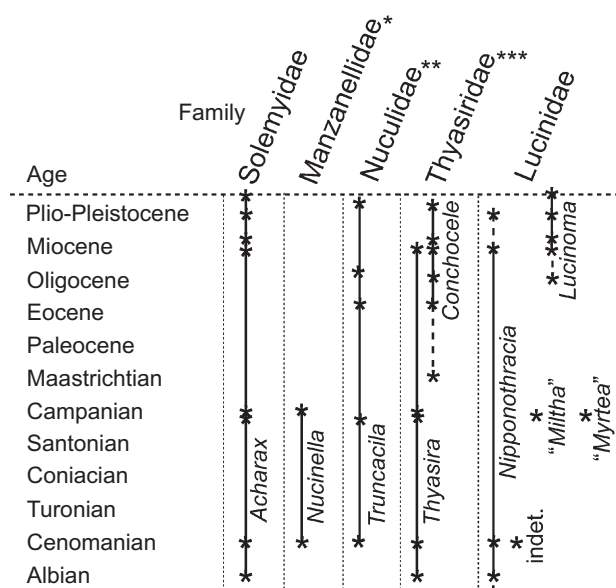 Family
Solemyidae
Manzanellidae*
Nuculidae**
Thyasiridae***
Lucinidae
Age
Plio-Pleistocene
Miocene
Oligocene
Eocene
Paleocene
Maastrichtian
Campanian
Santonian
Coniacian
Turonian
Cenomanian
Albian
Acharax
Nucinella
Truncacila
Thyasira
Conchocele
Nipponothracia
indet.
"Miltha"
Lucinoma
"Myrtea"